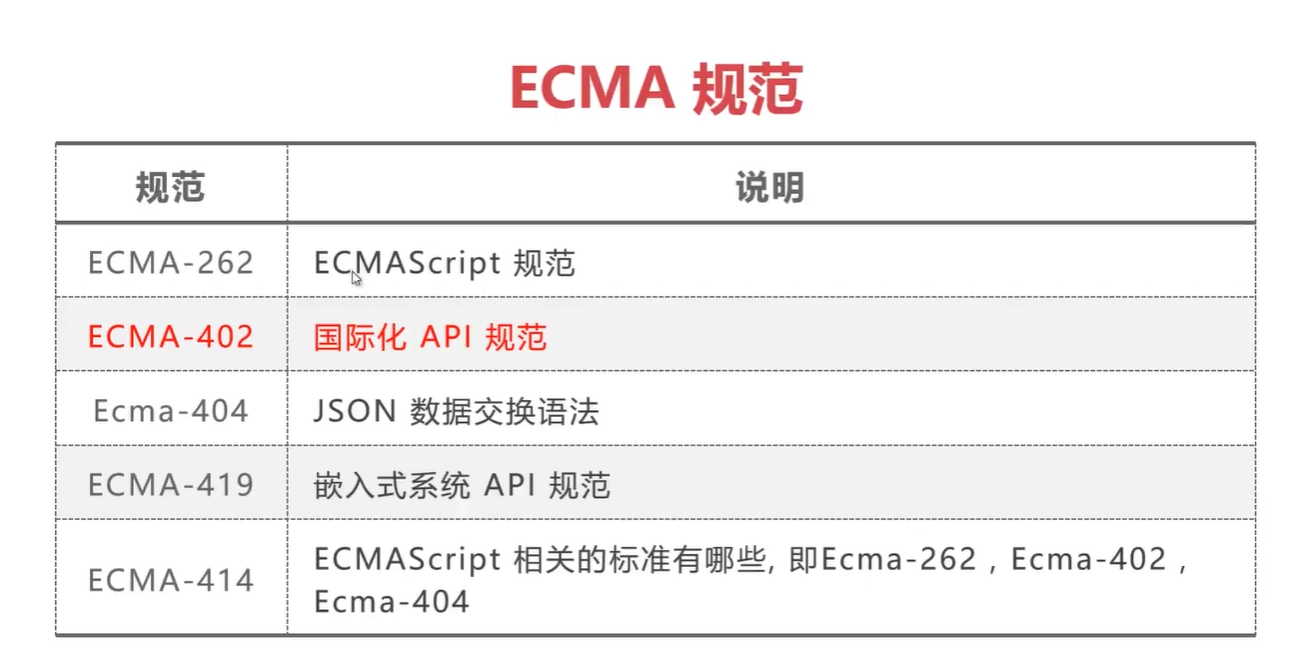 ECMA 规范
规范 说明
ECMA-262 ECMAScript 规范
ECMA-402 国际化 API 规范
Ecma-404 JSON 数据交换语法
ECMA-419 嵌入式系统 API 规范
ECMA-414 ECMAScript 相关的标准有哪些, 即Ecma-262 , Ecma-402 ,
Ecma-404